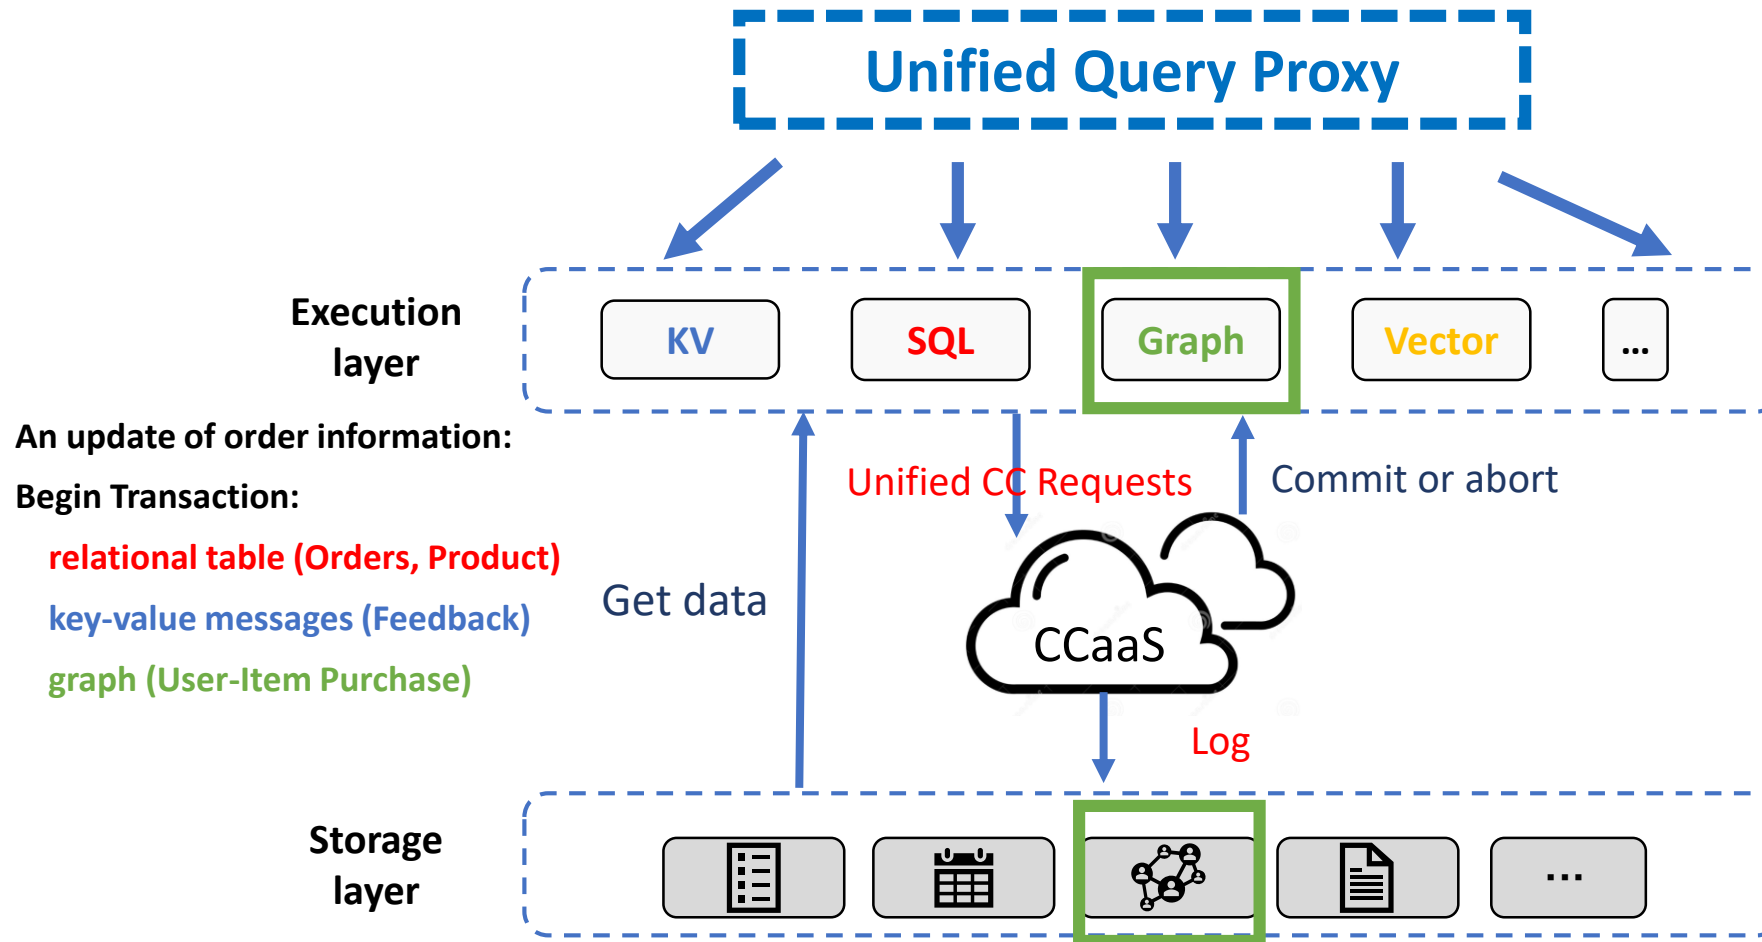 Unified Query Proxy
Execution
layer
KV
SQL
Graph
Vector
...
An update of order information:
Begin Transaction:
relational table (Orders, Product)
key-value messages (Feedback)
graph (User-Item Purchase)
Unified CC Requests
Commit or abort
Get data
CCaaS
Log
Storage
layer
...